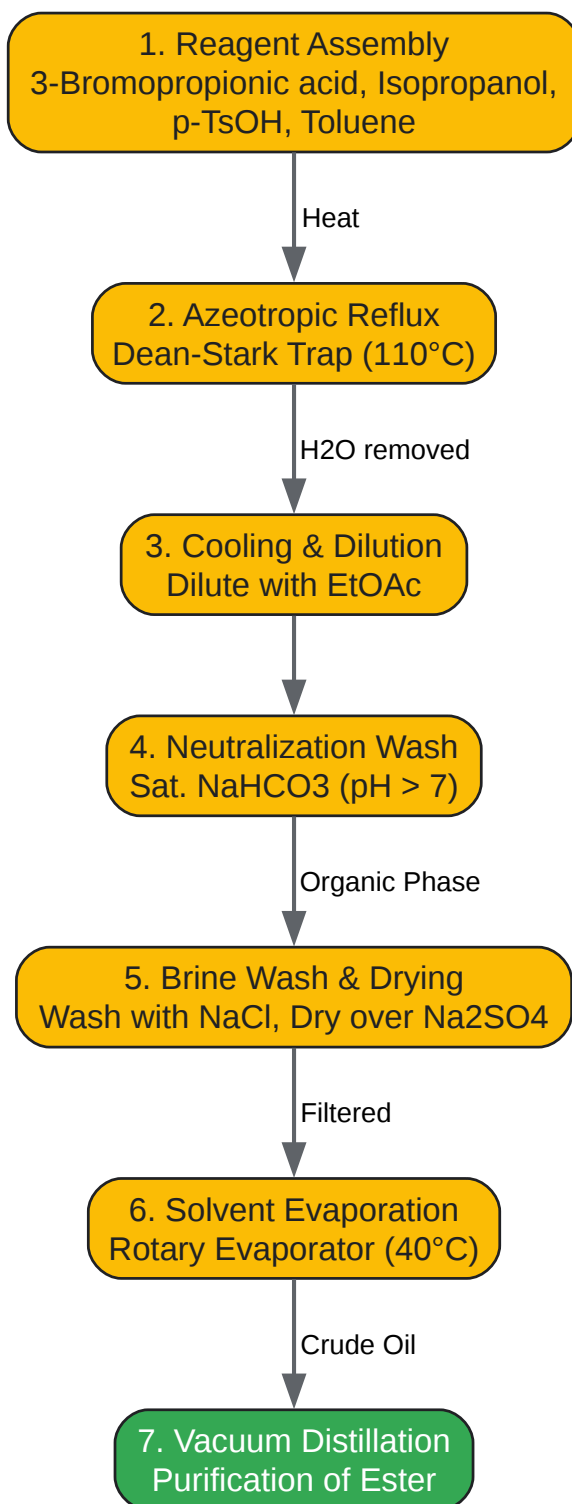 1. Reagent Assembly
3-Bromopropionic acid, Isopropanol,
p-TsOH, Toluene
Heat
2. Azeotropic Reflux
Dean-Stark Trap (110°C)
H2O removed
3. Cooling & Dilution
Dilute with EtOAc
4. Neutralization Wash
Sat. NaHCO3 (pH > 7)
Organic Phase
5. Brine Wash & Drying
Wash with NaCl, Dry over Na2SO4
Filtered
6. Solvent Evaporation
Rotary Evaporator (40°C)
Crude Oil
7. Vacuum Distillation
Purification of Ester